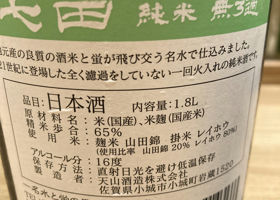 七田 純米 無ろ過
元産の良質の酒米と蛍が飛び交う名水で仕込みました。
21世紀に登場した全く濾過をしていない一回火入れの純米酒です。
品目:日本酒 内容量:1.8L
原材料名:米(国産)、米麹(国産米)
精米歩合:65%
使用米:麹米 山田錦 掛米 レイホウ
(使用比率 山田錦 20% レイホウ 80%)
アルコール分:16度
保存方法:直射日光を避け低温保存
製造者:天山酒造株式会社
佐賀県小城市小城町岩蔵1520